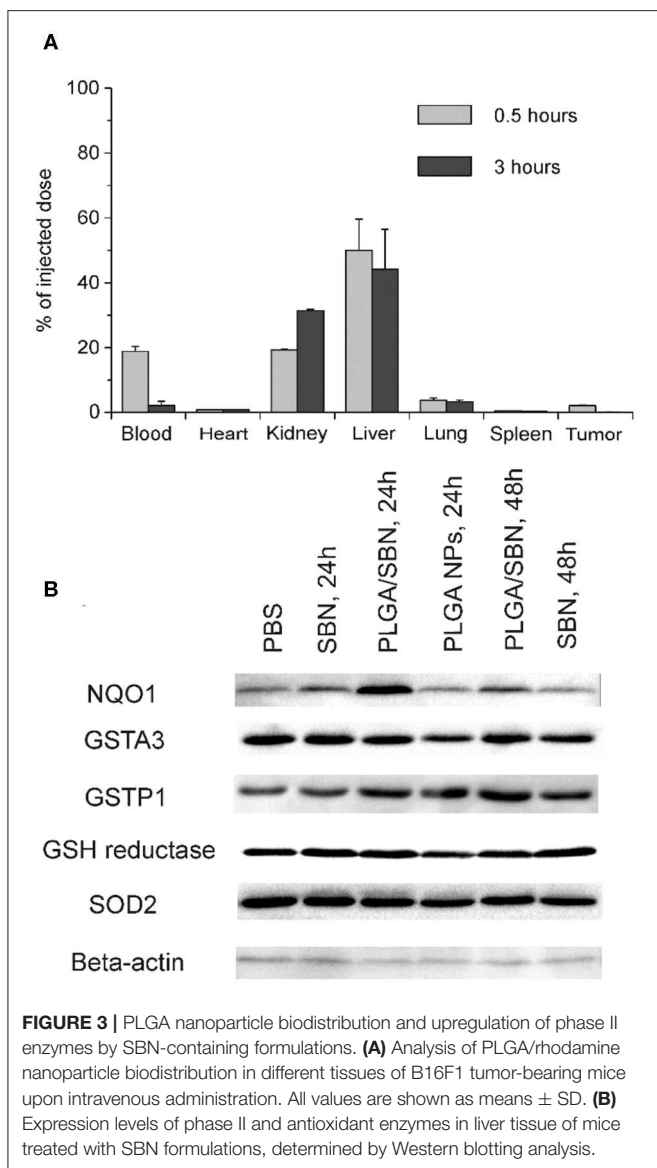 A
100
80
60
40
20
0
% of injected dose
0.5 hours
3 hours
Blood Heart Kidney Liver Lung Spleen Tumor
B
PBS
SBN, 24h
PLGA/SBN, 24h
PLGA NPs, 24h
PLGA/SBN, 48h
SBN, 48h
NQO1
GSTA3
GSTP1
GSH reductase
SOD2
Beta-actin
FIGURE 3 | PLGA nanoparticle biodistribution and upregulation of phase II
enzymes by SBN-containing formulations. (A) Analysis of PLGA/rhodamine
nanoparticle biodistribution in different tissues of B16F1 tumor-bearing mice
upon intravenous administration. All values are shown as means ± SD. (B)
Expression levels of phase II and antioxidant enzymes in liver tissue of mice
treated with SBN formulations, determined by Western blotting analysis.